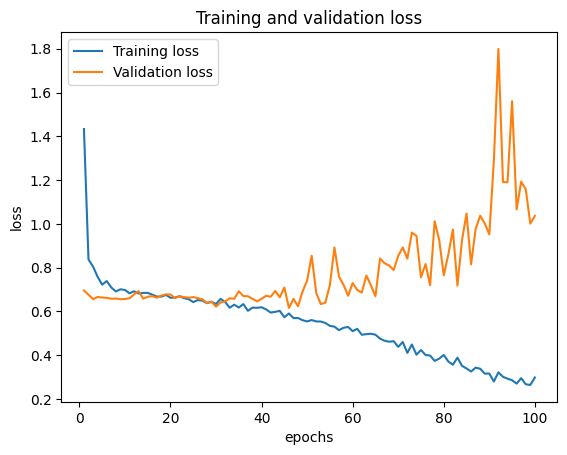 Training and validation loss
Training loss
Validation loss
1.8
1.6
1.4
1.2
1.0
0.8
0.6
0.4
0.2
loss
0 20 40 60 80 100
epochs